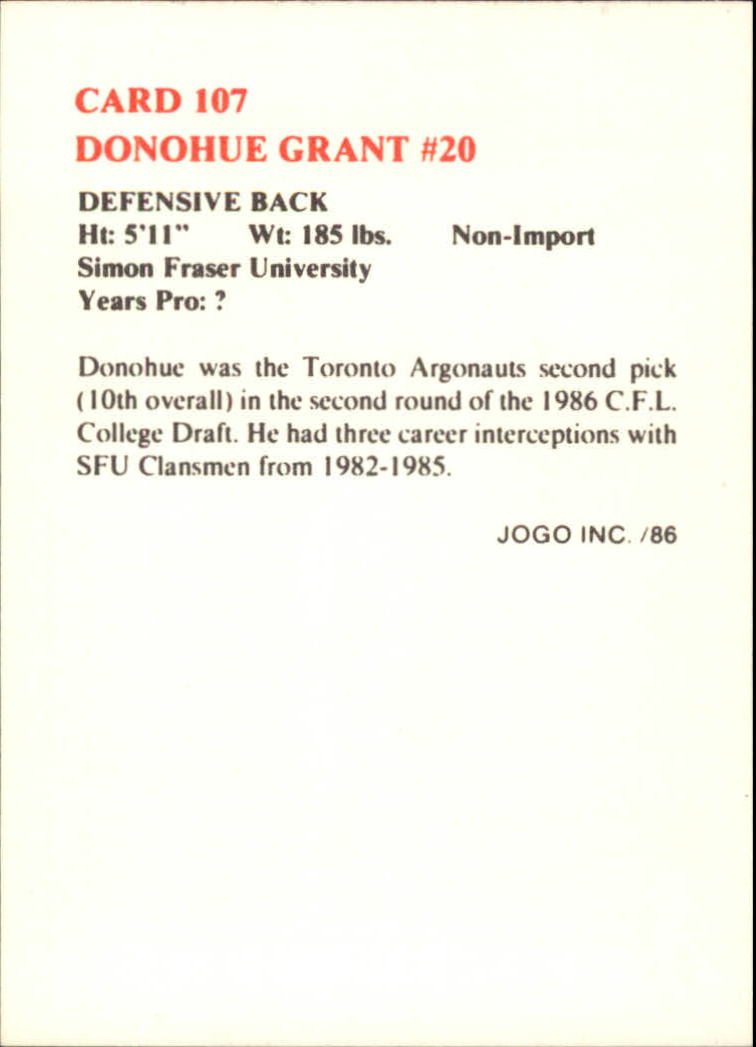 CARD 107
DONOHUE GRANT #20
DEFENSIVE BACK
Ht: 5'11" Wt: 185 lbs. Non-Import
Simon Fraser University
Years Pro: ?
Donohue was the Toronto Argonauts second pick
(10th overall) in the second round of the 1986 C.F.L.
College Draft. He had three career interceptions with
SFU Clansmen from 1982-1985.
JOGO INC. /86